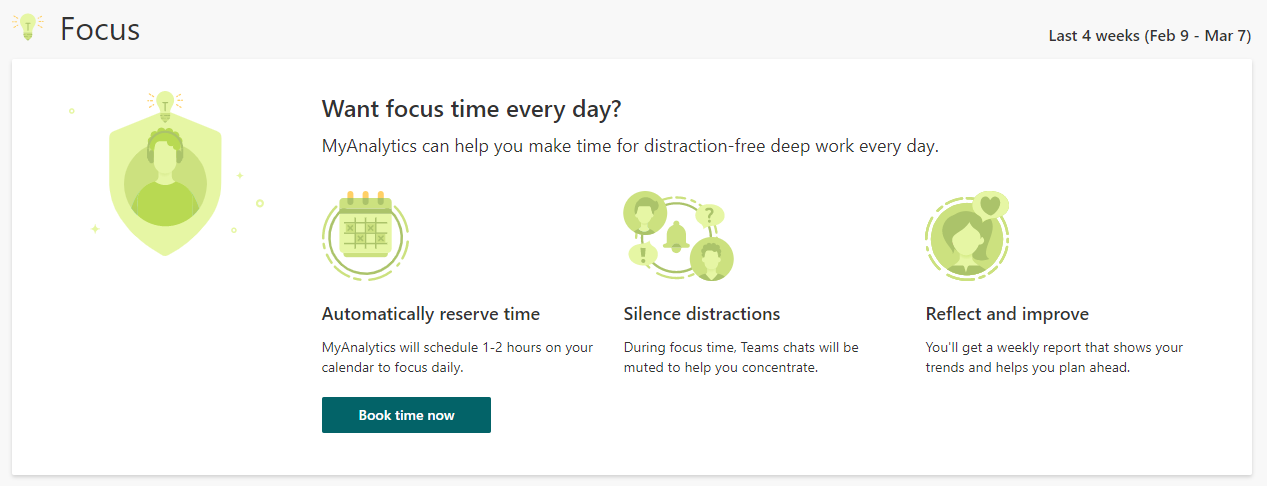 Focus
Last 4 weeks (Feb 9 - Mar 7)
Want focus time every day?
MyAnalytics can help you make time for distraction-free deep work every day.
Automatically reserve time
MyAnalytics will schedule 1-2 hours on your
calendar to focus daily.
Book time now
Silence distractions
During focus time, Teams chats will be
muted to help you concentrate.
Reflect and improve
You'll get a weekly report that shows your
trends and helps you plan ahead.